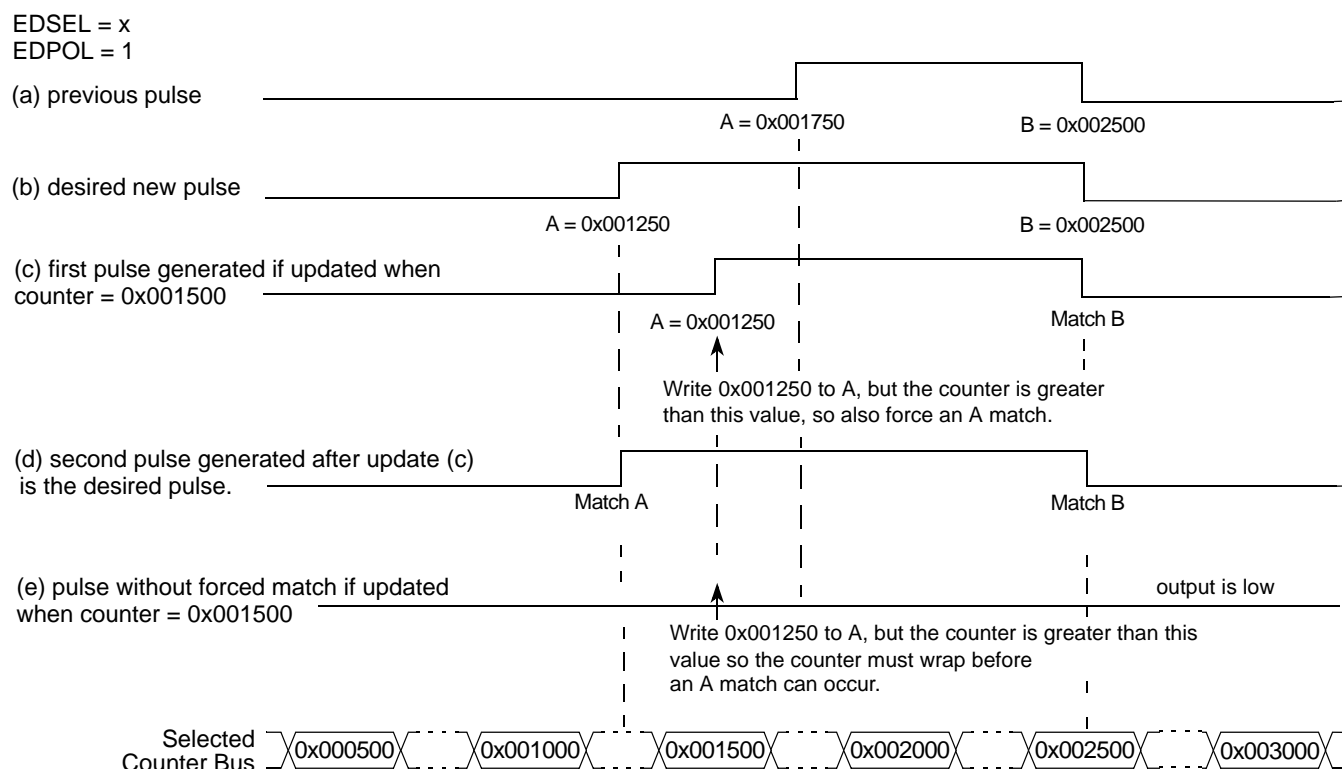 EDSEL = x
EDPOL = 1
(a) previous pulse
A = 0x001750
B = 0x002500
(b) desired new pulse
A = 0x001250
B = 0x002500
(c) first pulse generated if updated when
counter = 0x001500
A = 0x001250
Match B
Write 0x001250 to A, but the counter is greater
than this value, so also force an A match.
(d) second pulse generated after update (c)
is the desired pulse.
Match A
Match B
(e) pulse without forced match if updated
when counter = 0x001500
output is low
Write 0x001250 to A, but the counter is greater than this
value so the counter must wrap before
an A match can occur.
Selected
Counter Bus
0x000500
0x001000
0x001500
0x002000
0x002500
0x003000